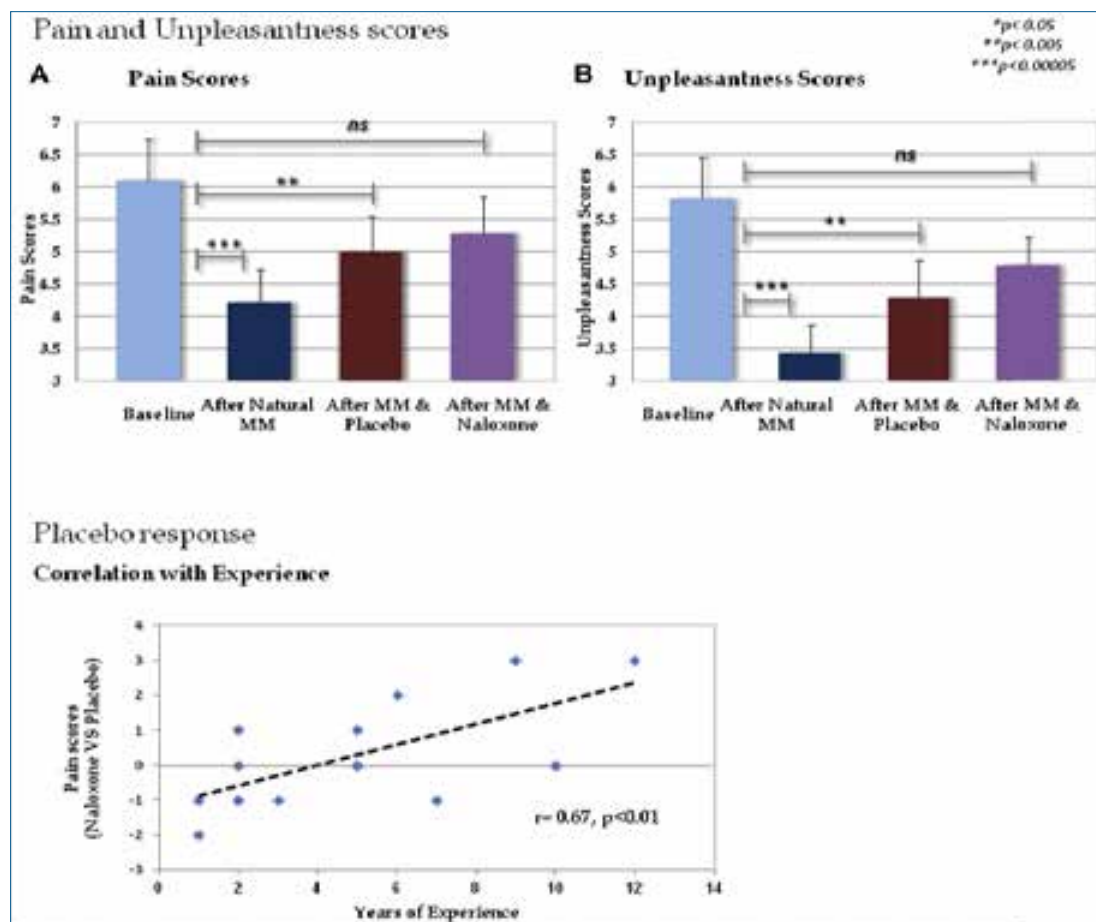 Pain and Unpleasantness scores
*p<0.05
**p<0.005
***p<0.00005
A Pain Scores
7
6.5
6
5.5
5
4.5
4
3.5
3
Pain Scores
ns
**
***
Baseline
After Natural
MM
After MM &
Placebo
After MM &
Naloxone
B Unpleasantness Scores
7
6.5
6
5.5
5
4.5
4
3.5
3
Unpleasantness Scores
ns
**
***
Baseline
After Natural
MM
After MM &
Placebo
After MM &
Naloxone
Placebo response
Correlation with Experience
4
3
2
1
0
-1
-2
-3
Pain scores
(Naloxone VS Placebo)
r= 0.67, p<0.01
0 2 4 6 8 10 12 14
Years of Experience